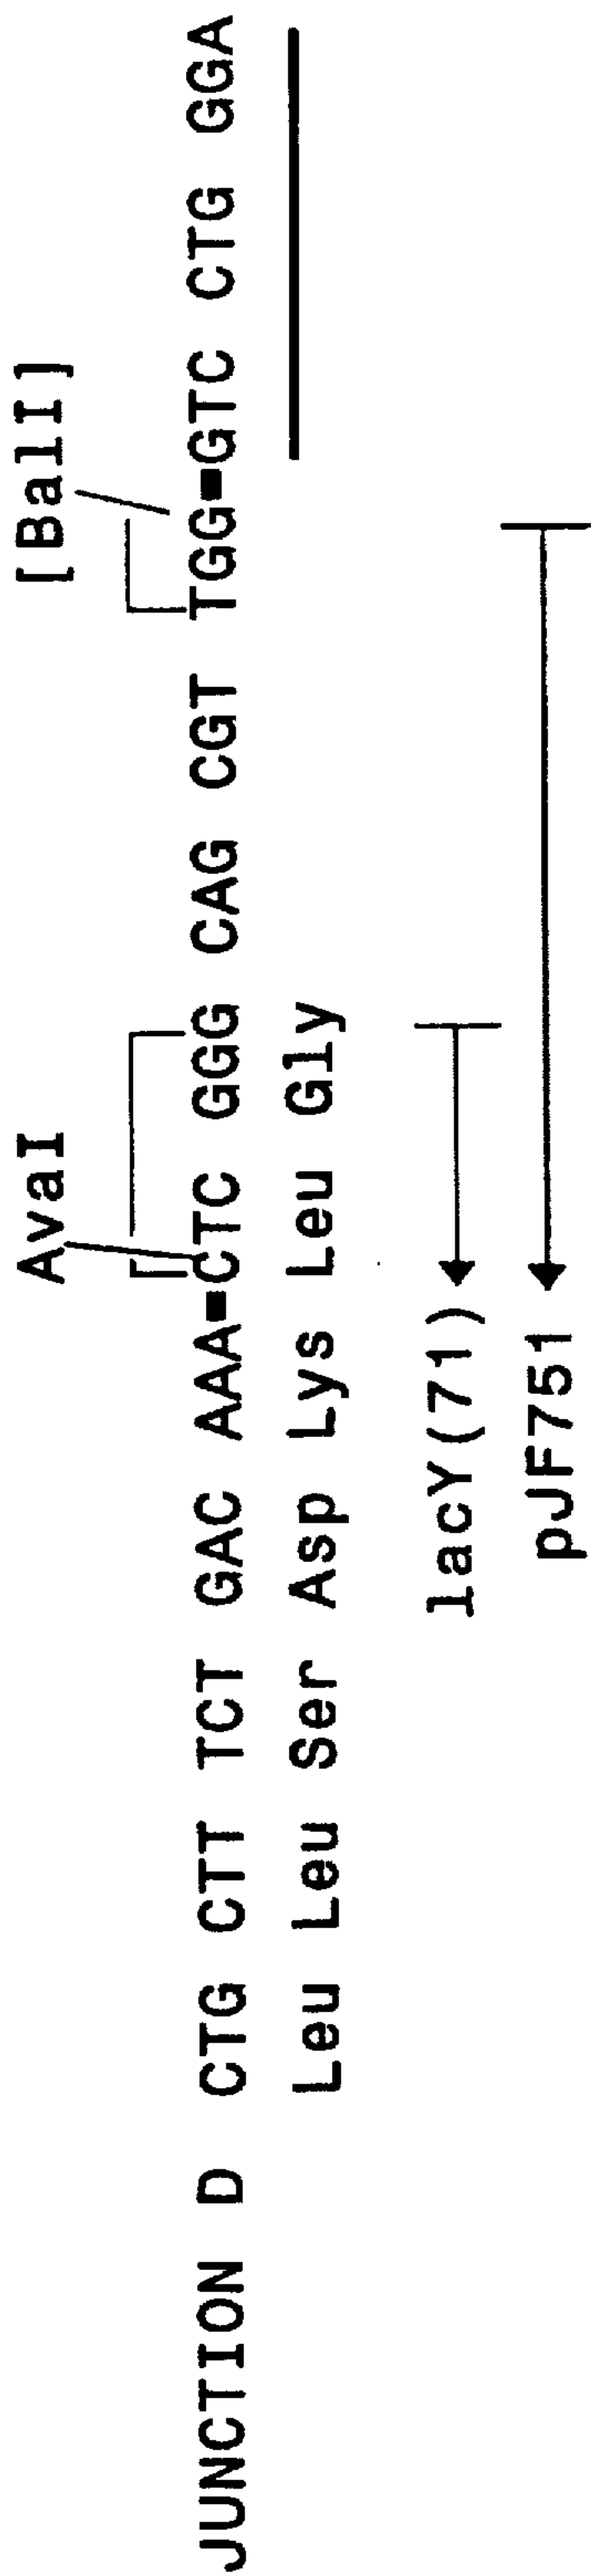 AvaI [BalI]
JUNCTION D CTG CTT TCT GAC AAA=CTC GGG CAG CGT TGG=GTC CTG GGA
Leu Leu Ser Asp Lys Leu Gly
lacY(71)
pJF751